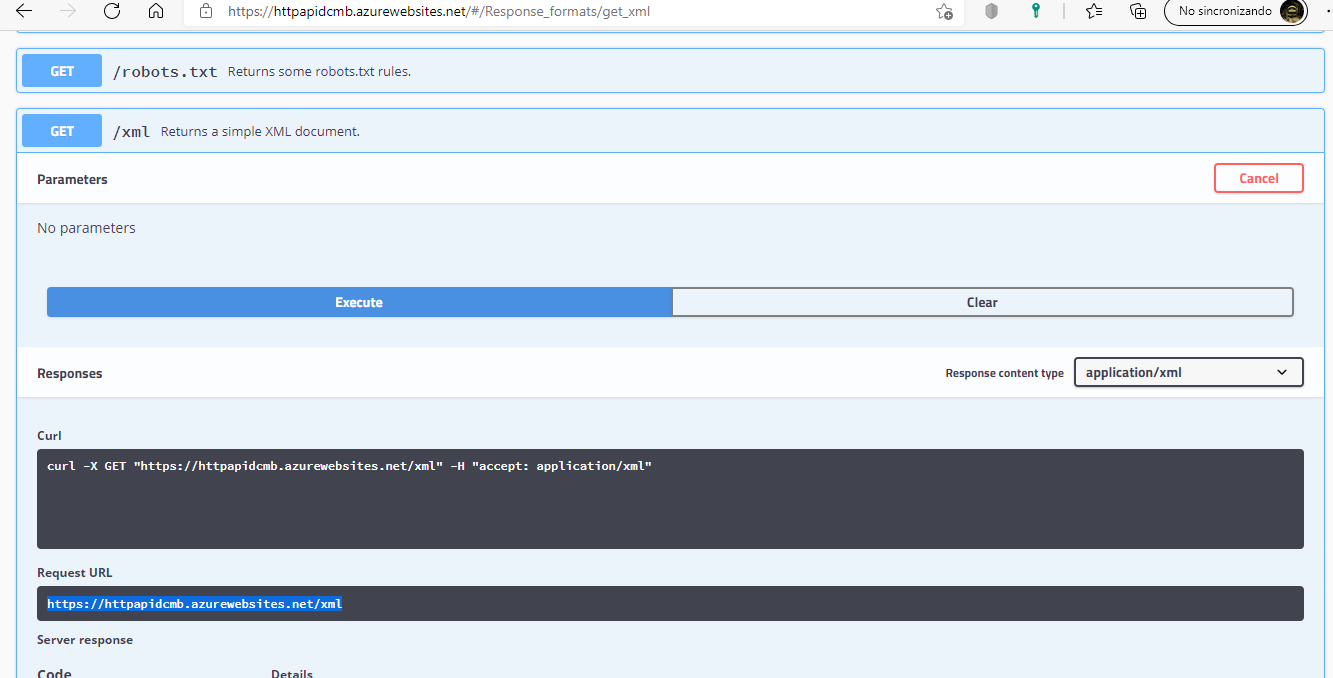 https://httpapidcmb.azurewebsites.net/#/Response_formats/get_xml
No sincronizando
GET /robots.txt Returns some robots.txt rules.
GET /xml Returns a simple XML document.
Parameters
Cancel
No parameters
Execute
Clear
Responses
Response content type
application/xml
Curl
curl -X GET "https://httpapidcmb.azurewebsites.net/xml" -H "accept: application/xml"
Request URL
https://httpapidcmb.azurewebsites.net/xml
Server response
Code
Details